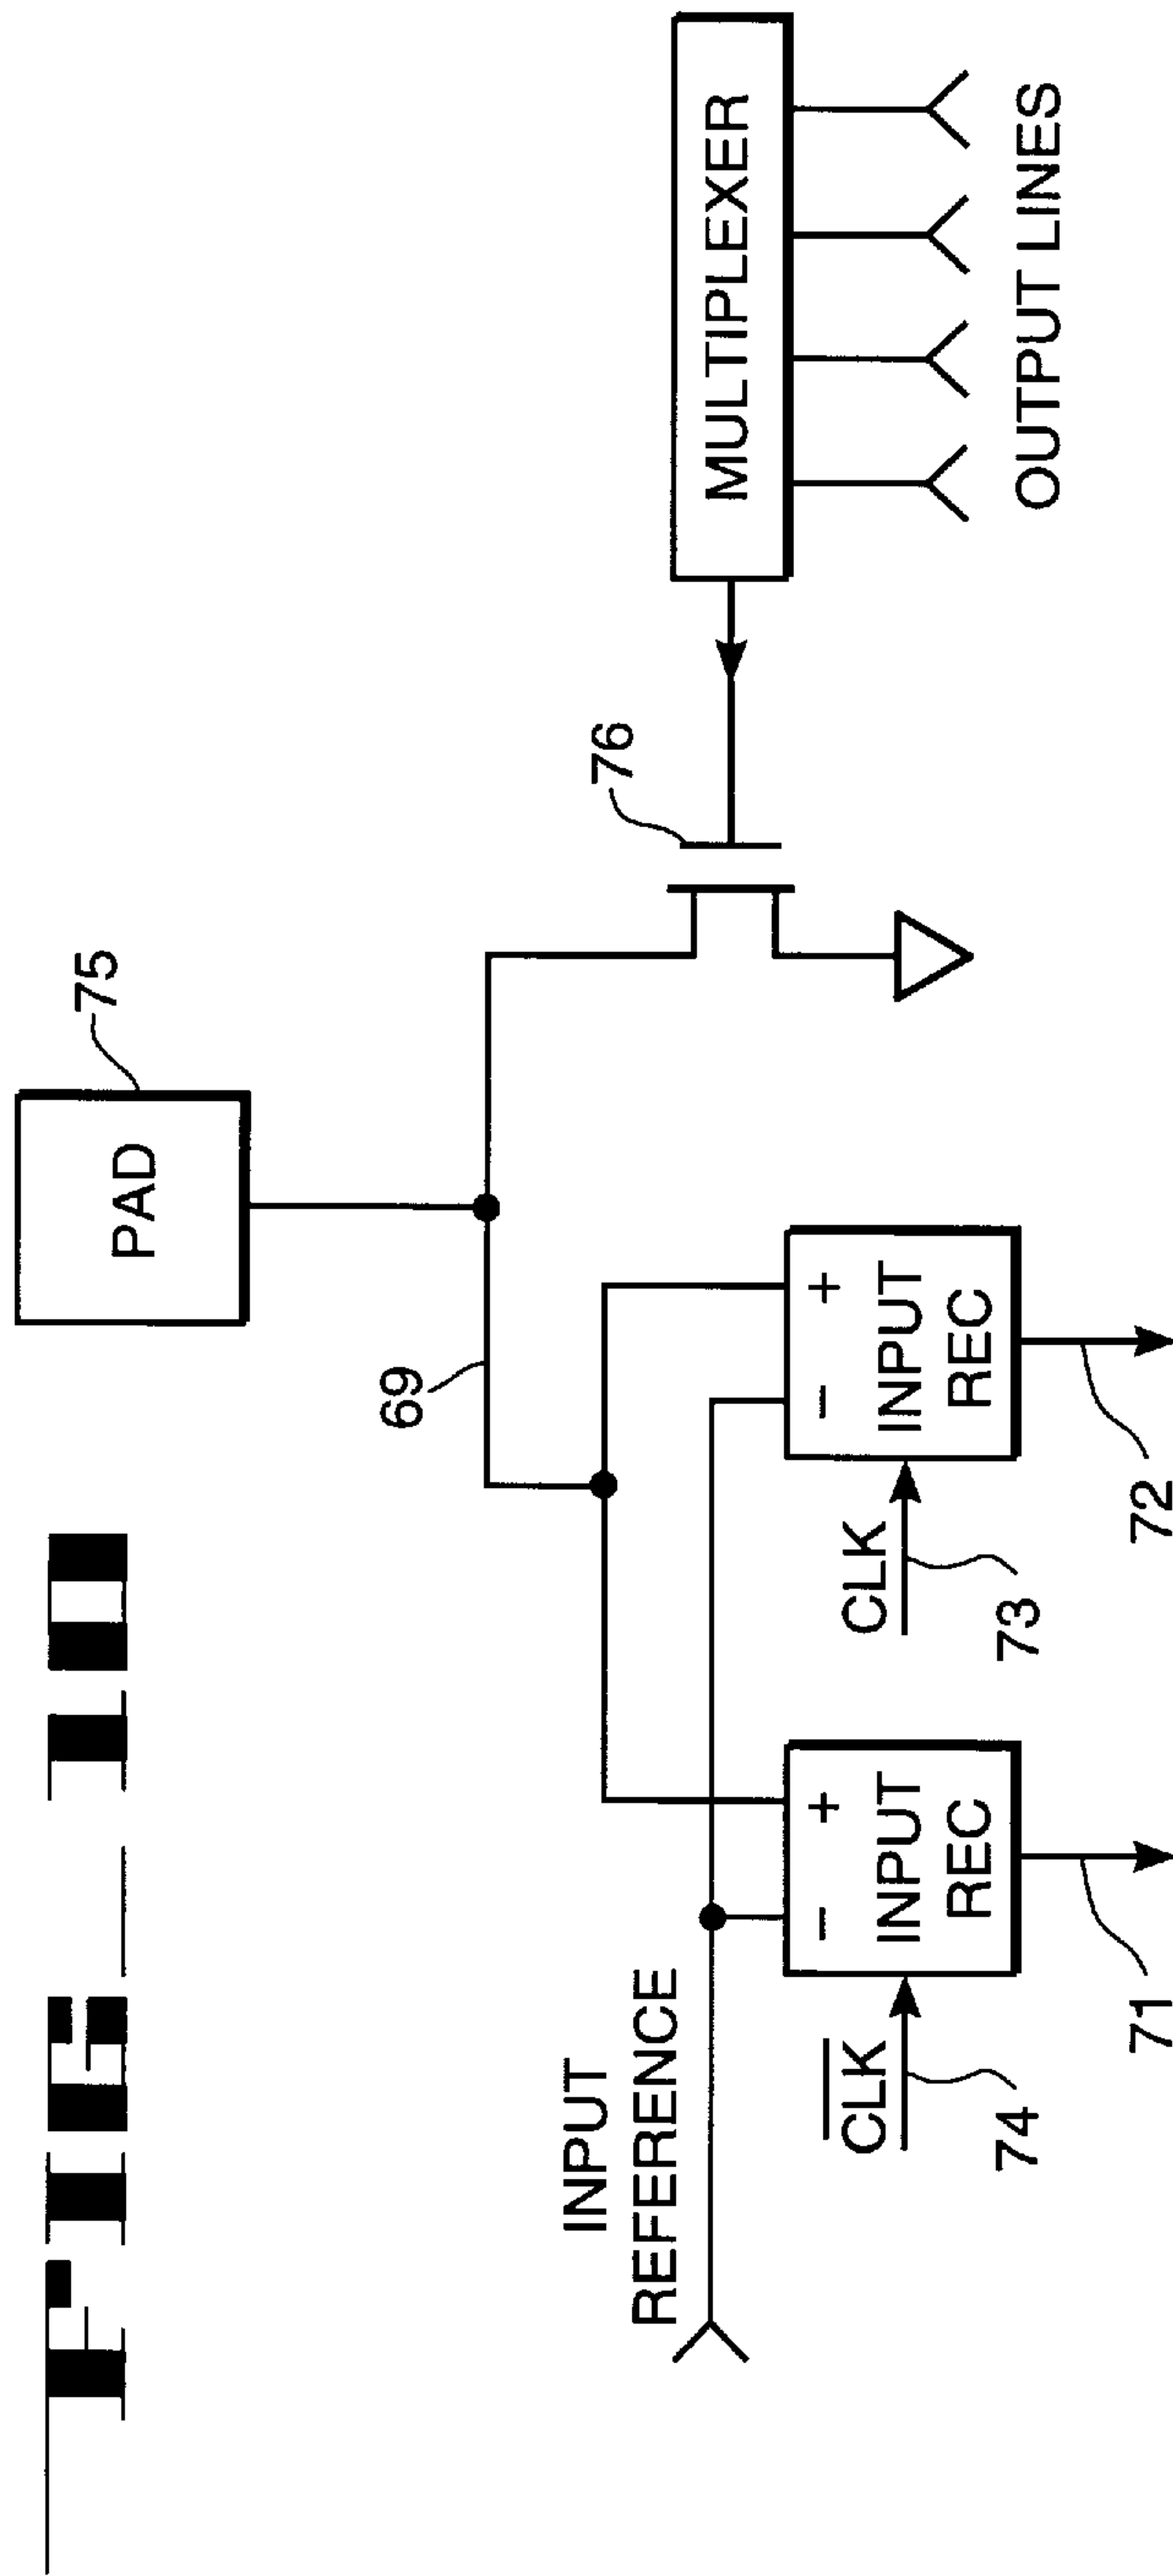 FIG_10
PAD
75
69
76
INPUT
REFERENCE
MULTIPLEXER
OUTPUT LINES
- +
INPUT
REC
CLK
74
71
- +
INPUT
REC
CLK
73
72